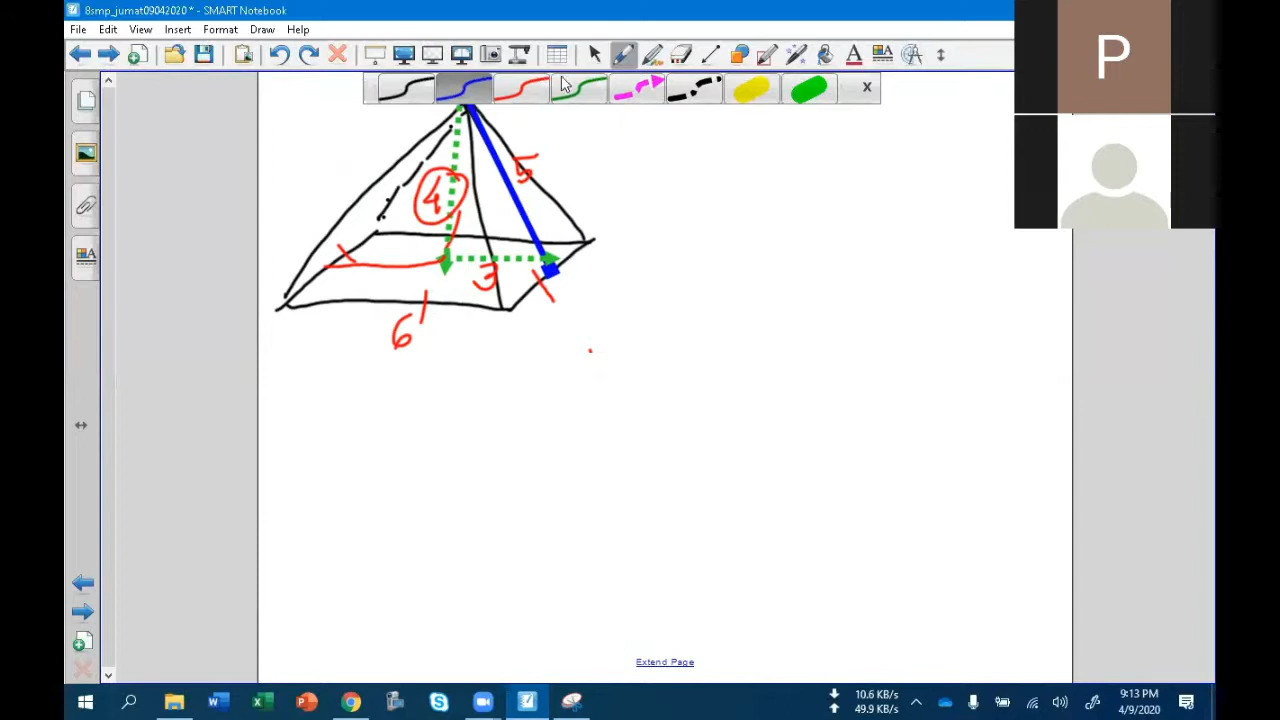 8smp_jumat09042020 * - SMART Notebook
File Edit View Insert Format Draw Help
A
x
P
5
4
3
6
Extend Page
10.6 KB/s
49.9 KB/s
9:13 PM
4/9/2020